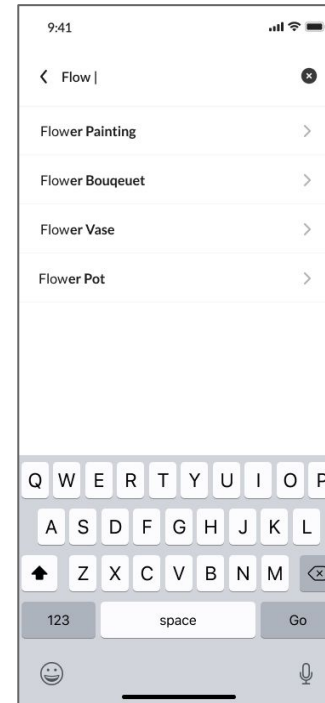 9:41
Flow
Flower Painting
Flower Bouqeuet
Flower Vase
Flower Pot
Q W E R T Y U I O P
A S D F G H J K L
Z X C V B N M
123 space Go